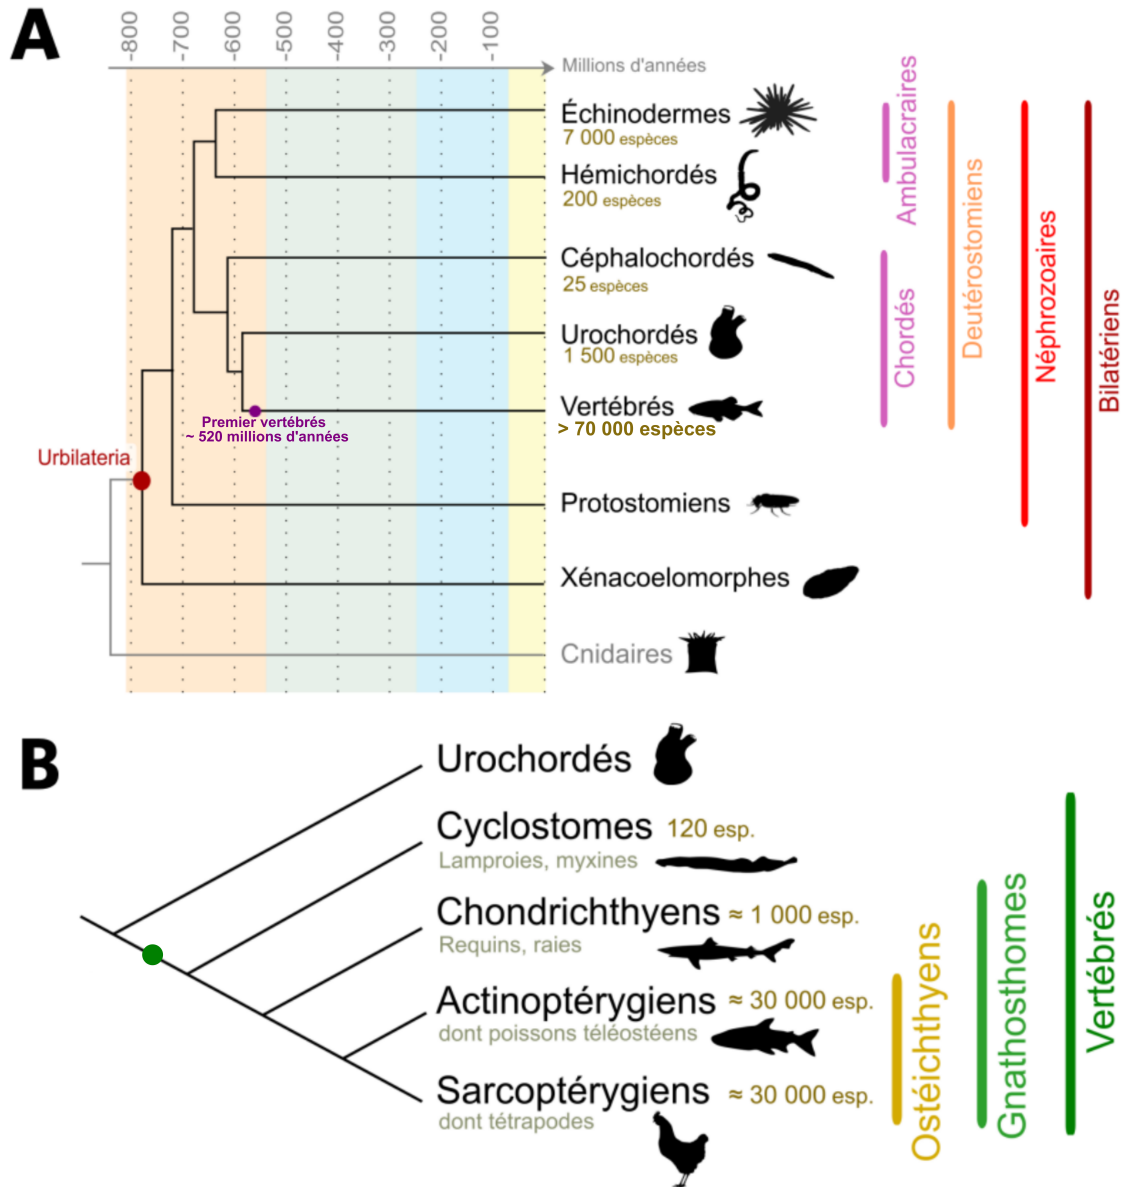 A
-800
-700
-600
-500
-400
-300
-200
-100
Millions d'années
Échinodermes
7 000 espèces
Hémichordés
200 espèces
Céphalochordés
25 espèces
Urochordés
1 500 espèces
Vertébrés
> 70 000 espèces
Premier vertébrés
~ 520 millions d'années
Urbilateria
Protostomiens
Xénacoelomorphes
Cnidaires
Ambulacraires
Chordés
Deutérostomiens
Néphrozoaires
Bilatériens
B
Urochordés
Cyclostomes 120 esp.
Lamproies, myxines
Chondrichthyens ≈ 1 000 esp.
Requins, raies
Actinoptérygiens ≈ 30 000 esp.
dont poissons téléostéens
Sarcoptérygiens ≈ 30 000 esp.
dont tétrapodes
Ostéichthyens
Gnathosthomes
Vertébrés